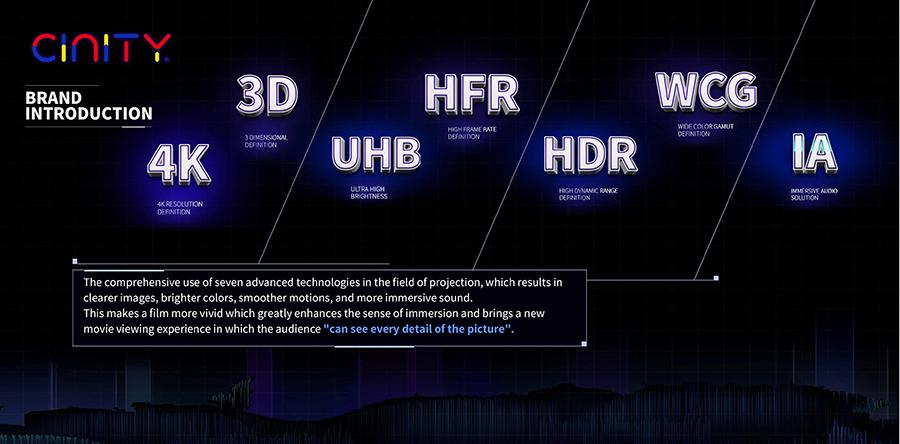 CINITY
BRAND
INTRODUCTION
4K
4K RESOLUTION
DEFINITION
3D
3 DIMENSIONAL
DEFINITION
UHB
ULTRA HIGH
BRIGHTNESS
HFR
HIGH FRAME RATE
DEFINITION
HDR
HIGH DYNAMIC RANGE
DEFINITION
WCG
WIDE COLOR GAMUT
DEFINITION
IA
IMMERSIVE AUDIO
SOLUTION
The comprehensive use of seven advanced technologies in the field of projection, which results in
clearer images, brighter colors, smoother motions, and more immersive sound.
This makes a film more vivid which greatly enhances the sense of immersion and brings a new
movie viewing experience in which the audience "can see every detail of the picture".